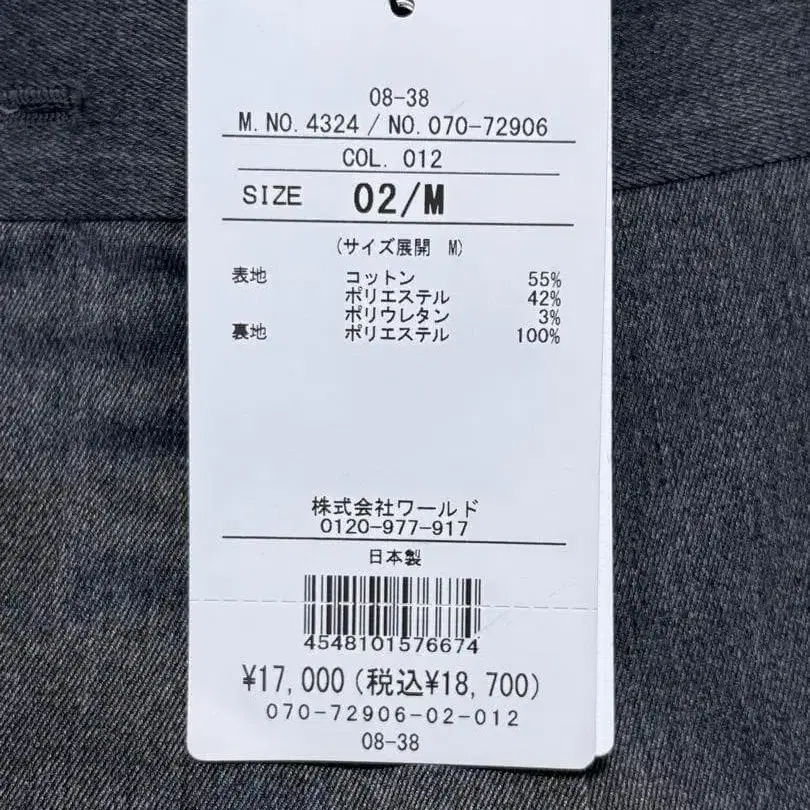 08-38
M.NO.4324 / NO.070-72906
COL. 012
SIZE 02/M
(サイズ展開 M)
表地 コットン 55%
ポリエステル 42%
ポリウレタン 3%
裏地 ポリエステル 100%
株式会社ワールド
0120-977-917
日本製
4548101576674
¥17,000(税込¥18,700)
070-72906-02-012
08-38